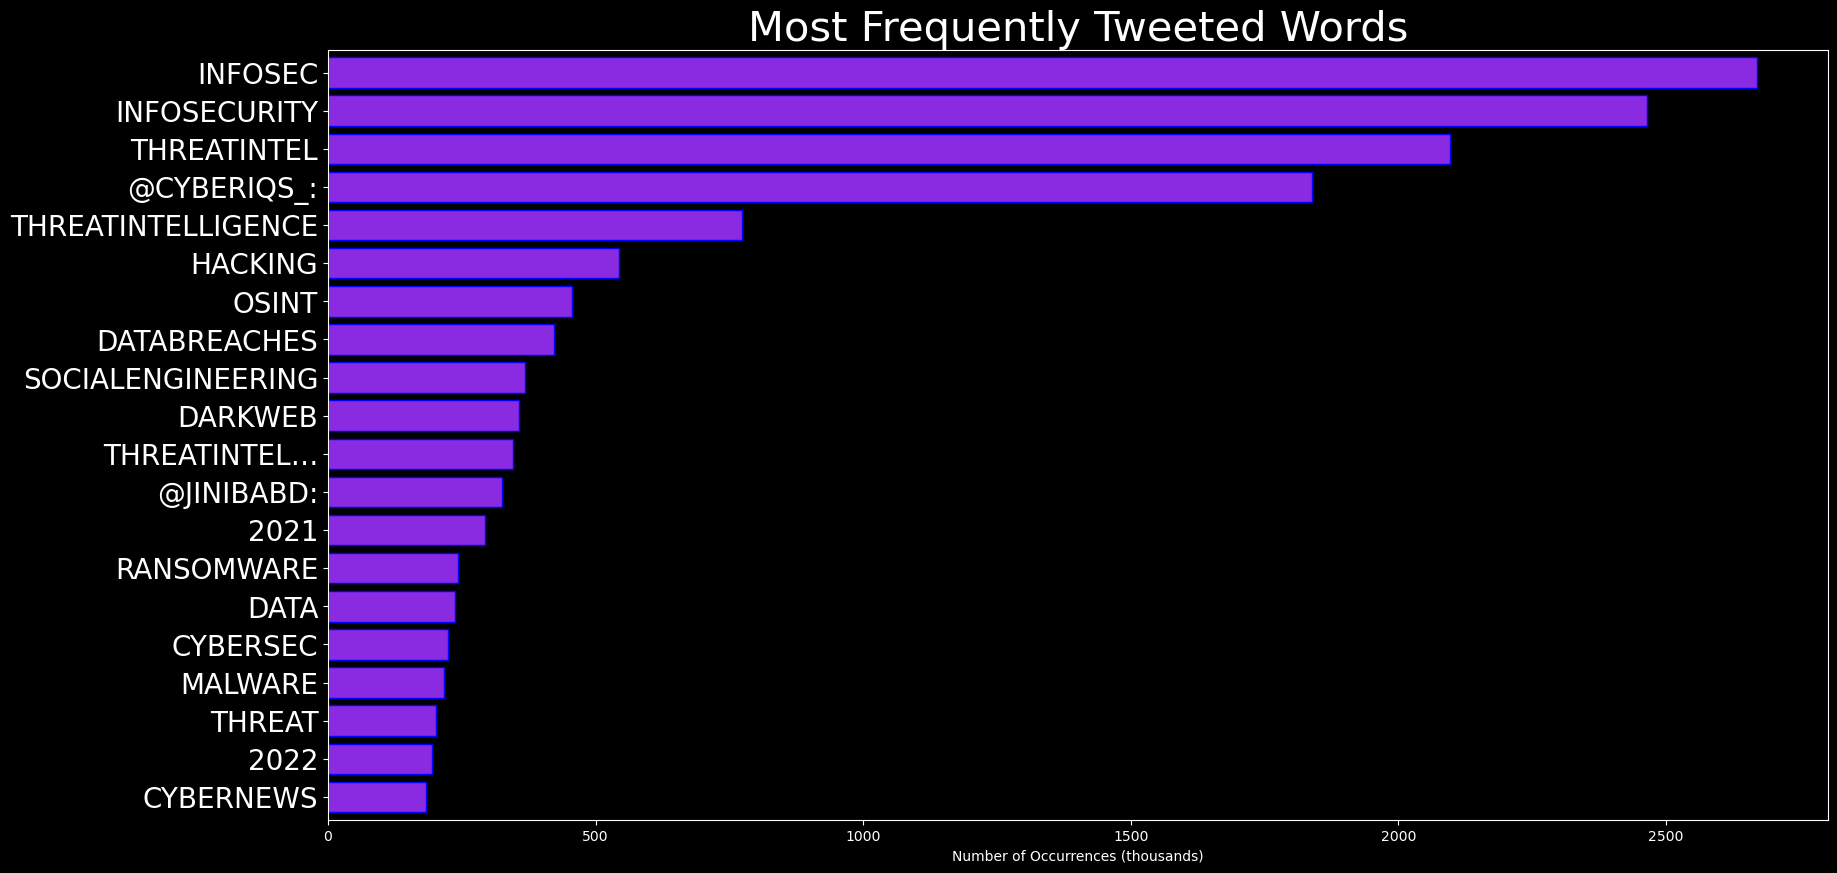 Most Frequently Tweeted Words
INFOSEC
INFOSECURITY
THREATINTEL
@CYBERIQS_:
THREATINTELLIGENCE
HACKING
OSINT
DATABREACHES
SOCIALENGINEERING
DARKWEB
THREATINTEL…
@JINIBABD:
2021
RANSOMWARE
DATA
CYBERSEC
MALWARE
THREAT
2022
CYBERNEWS
0 500 1000 1500 2000 2500
Number of Occurrences (thousands)